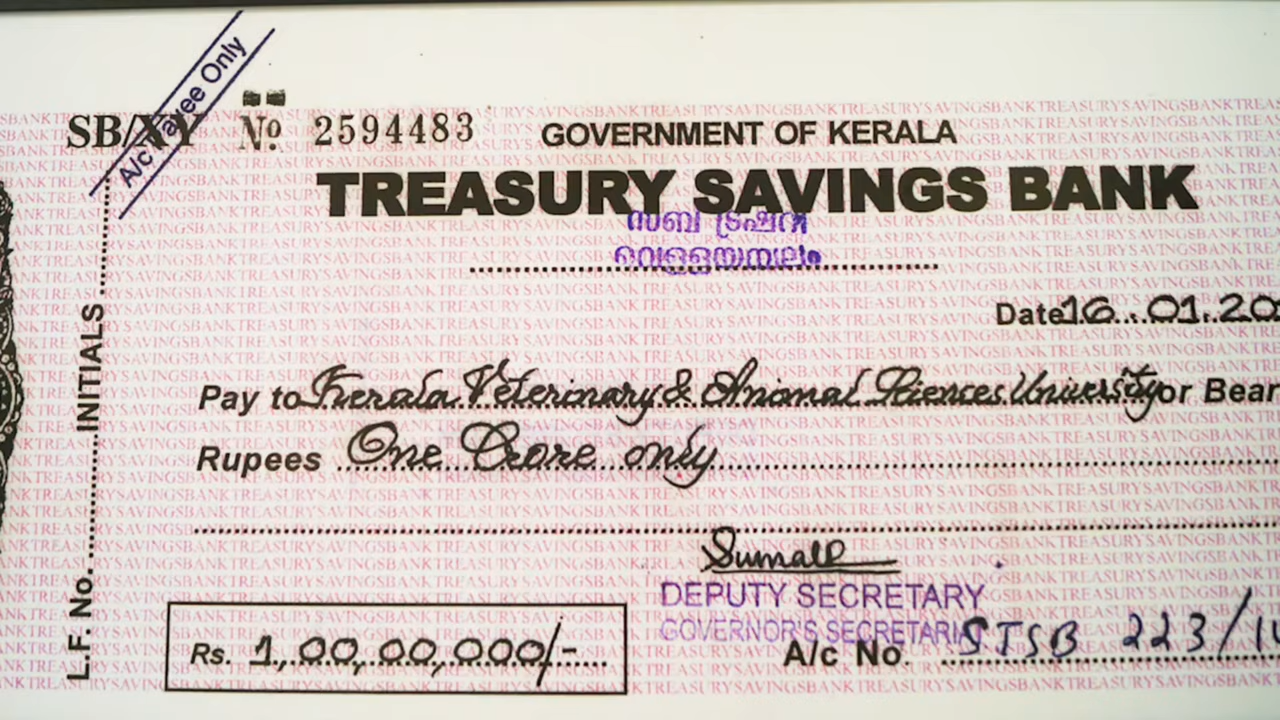 A/c Payee Only
SB/XY No. 2594483 GOVERNMENT OF KERALA
TREASURY SAVINGS BANK
സബ് ട്രഷറി
വെള്ളയമ്പലം
Date 16.01.20
Pay to Kerala Veterinary & Animal Sciences University or Bear
Rupees One Crore only
L.F. No. INITIALS
DEPUTY SECRETARY
GOVERNOR'S SECRETARIAT
Rs. 1,00,00,000/-
A/c No. STSB 223/1